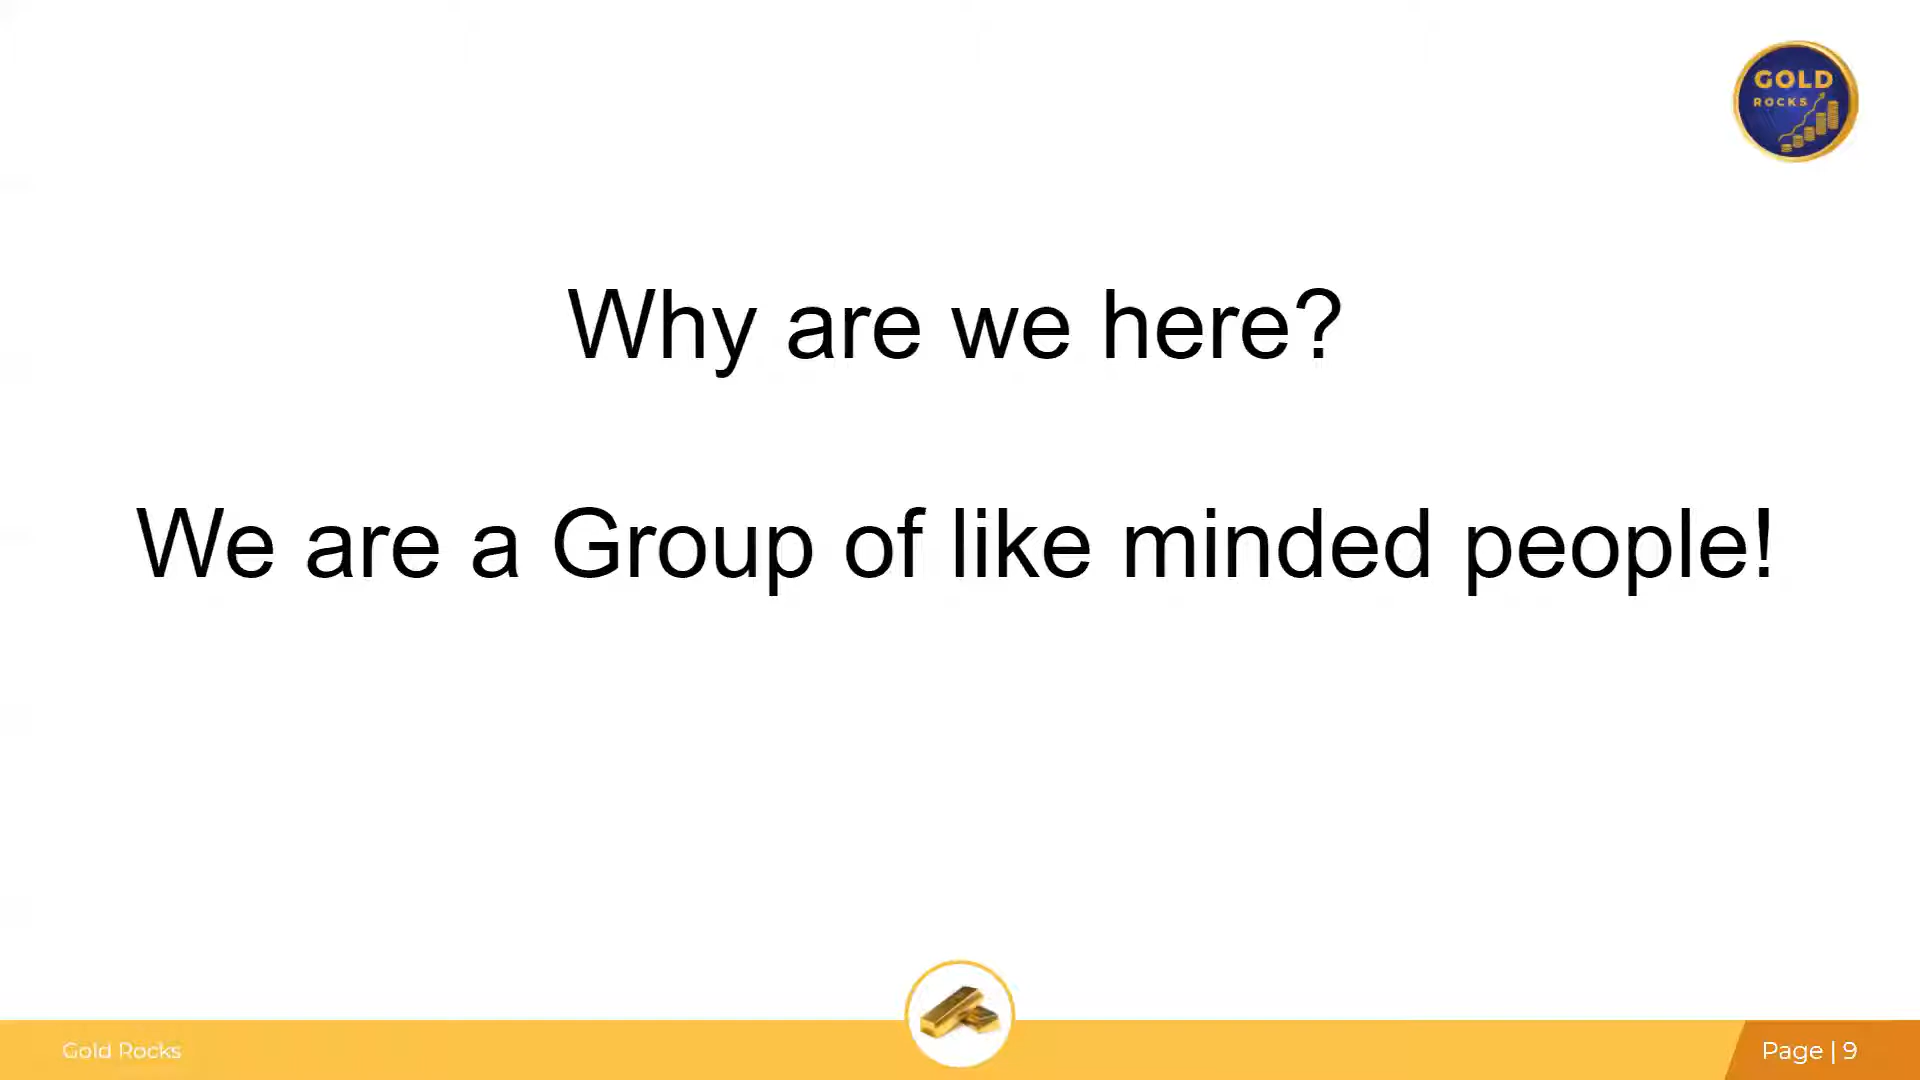 GOLD
ROCKS
Why are we here?
We are a Group of like minded people!
Gold Rocks
Page | 9